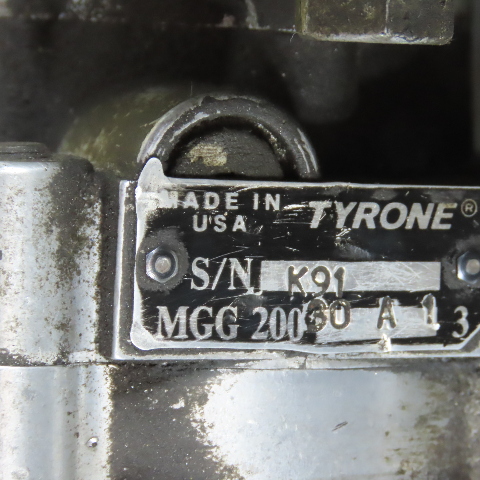 MADE IN USA TYRONE®
S/N K91
MGG 20030 A 1 3